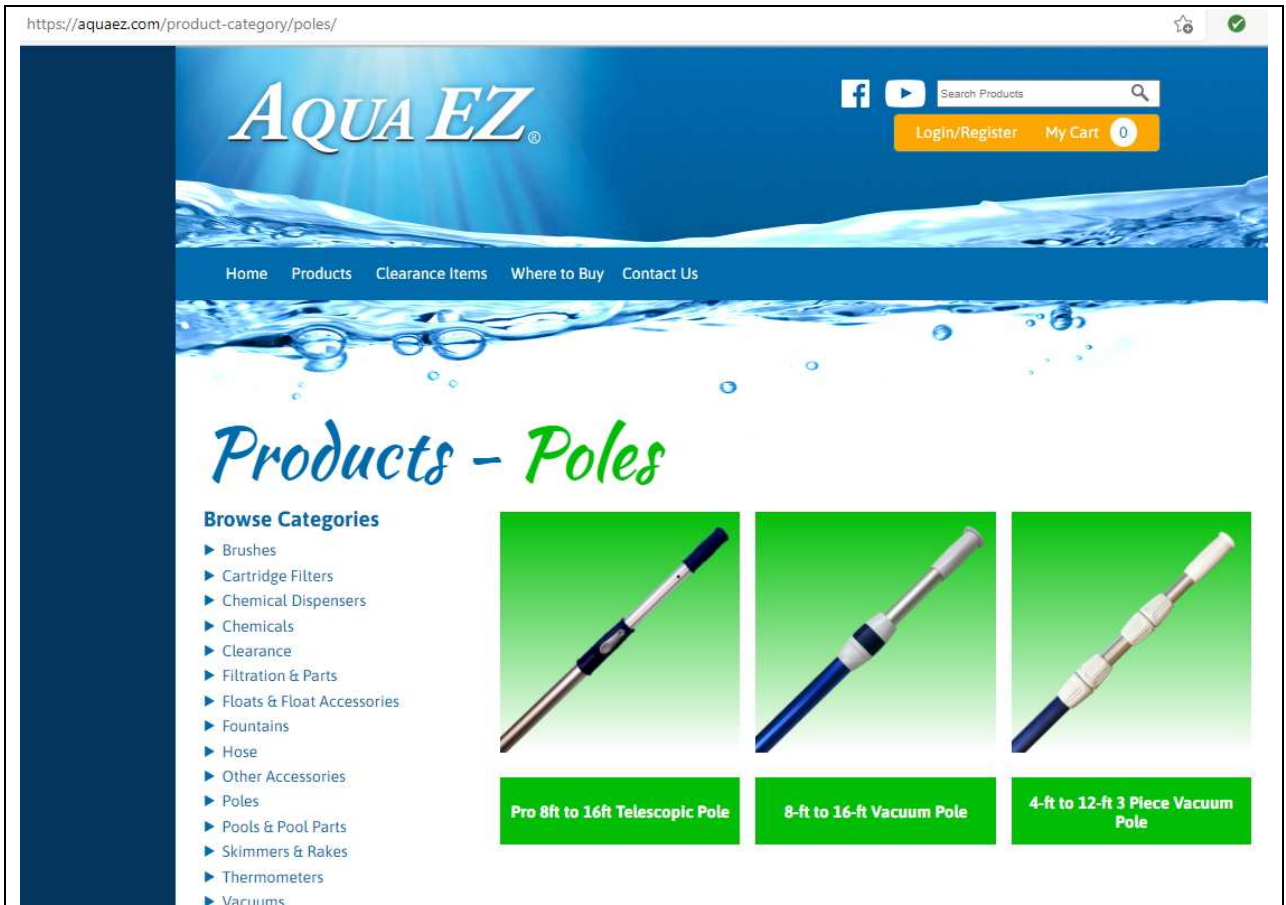 https://aquaez.com/product-category/poles/
AQUA EZ®
Search Products
Login/Register My Cart 0
Home Products Clearance Items Where to Buy Contact Us
Products - Poles
Browse Categories
Brushes
Cartridge Filters
Chemical Dispensers
Chemicals
Clearance
Filtration & Parts
Floats & Float Accessories
Fountains
Hose
Other Accessories
Poles
Pools & Pool Parts
Skimmers & Rakes
Thermometers
Vacuums
Pro 8ft to 16ft Telescopic Pole
8-ft to 16-ft Vacuum Pole
4-ft to 12-ft 3 Piece Vacuum
Pole